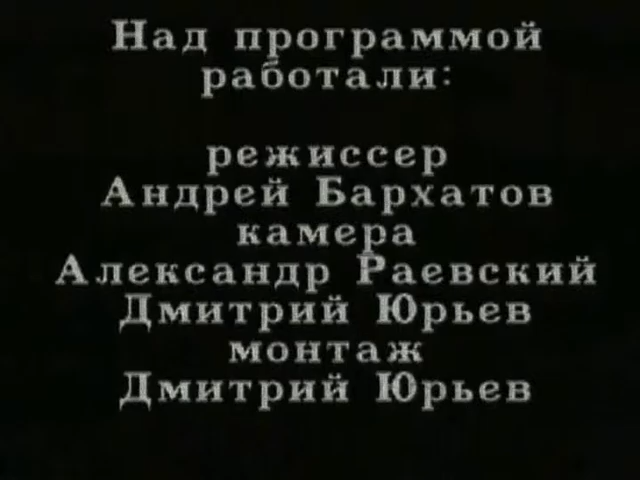 Над программой
работали:
режиссер
Андрей Бархатов
камера
Александр Раевский
Дмитрий Юрьев
монтаж
Дмитрий Юрьев